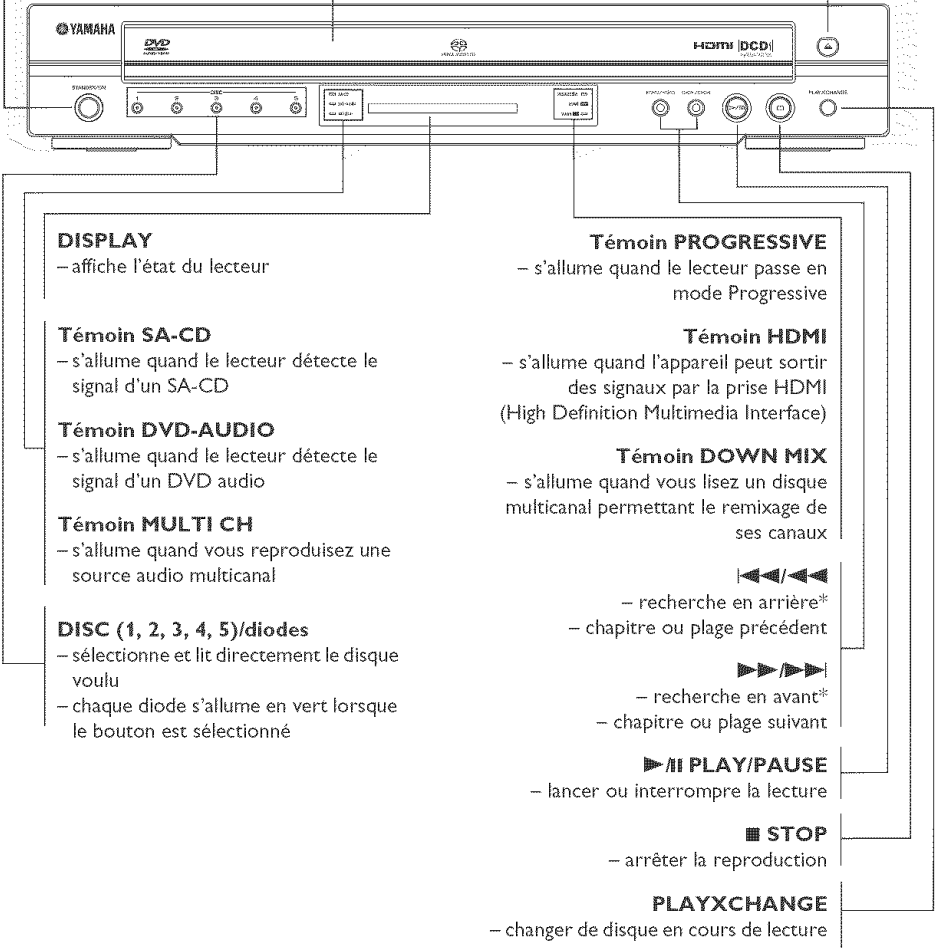 YAMAHA
DVD
HDMI DCDi
STANDBY/ON
DISC
1 2 3 4 5
PLAYXCHANGE
DISPLAY
– affiche l'état du lecteur
Témoin SA-CD
– s'allume quand le lecteur détecte le
signal d'un SA-CD
Témoin DVD-AUDIO
– s'allume quand le lecteur détecte le
signal d'un DVD audio
Témoin MULTI CH
– s'allume quand vous reproduisez une
source audio multicanal
DISC (1, 2, 3, 4, 5)/diodes
– sélectionne et lit directement le disque
voulu
– chaque diode s'allume en vert lorsque
le bouton est sélectionné
Témoin PROGRESSIVE
– s'allume quand le lecteur passe en
mode Progressive
Témoin HDMI
– s'allume quand l'appareil peut sortir
des signaux par la prise HDMI
(High Definition Multimedia Interface)
Témoin DOWN MIX
– s'allume quand vous lisez un disque
multicanal permettant le remixage de
ses canaux
|◀◀/◀◀
– recherche en arrière*
– chapitre ou plage précédent
▶▶/▶▶|
– recherche en avant*
– chapitre ou plage suivant
▶/II PLAY/PAUSE
– lancer ou interrompre la lecture
■ STOP
– arrêter la reproduction
PLAYXCHANGE
– changer de disque en cours de lecture